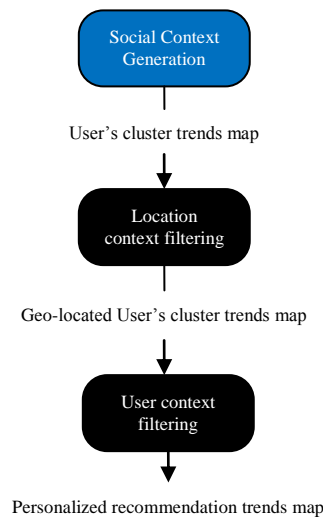 Social Context
Generation
User's cluster trends map
Location
context filtering
Geo-located User's cluster trends map
User context
filtering
Personalized recommendation trends map